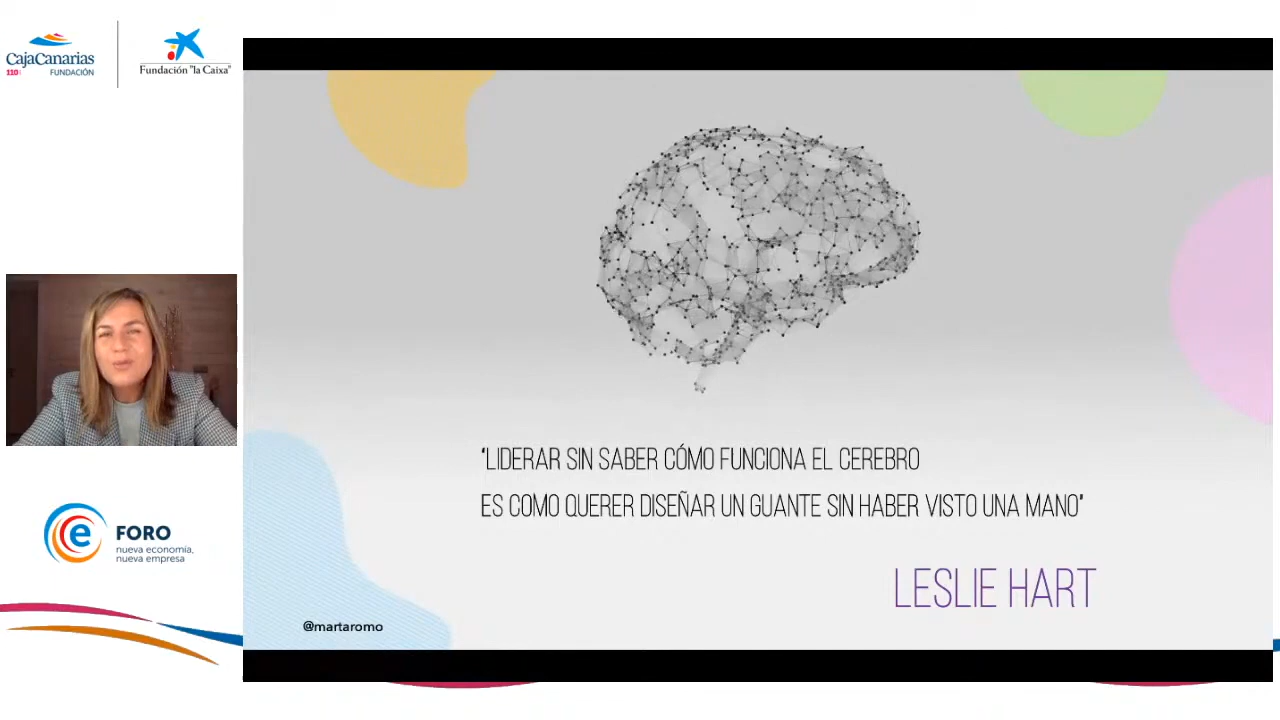 CajaCanarias
110
FUNDACIÓN
Fundación "la Caixa"
"LIDERAR SIN SABER CÓMO FUNCIONA EL CEREBRO
ES COMO QUERER DISEÑAR UN GUANTE SIN HABER VISTO UNA MANO"
LESLIE HART
@martaromo
e
FORO
nueva economía,
nueva empresa